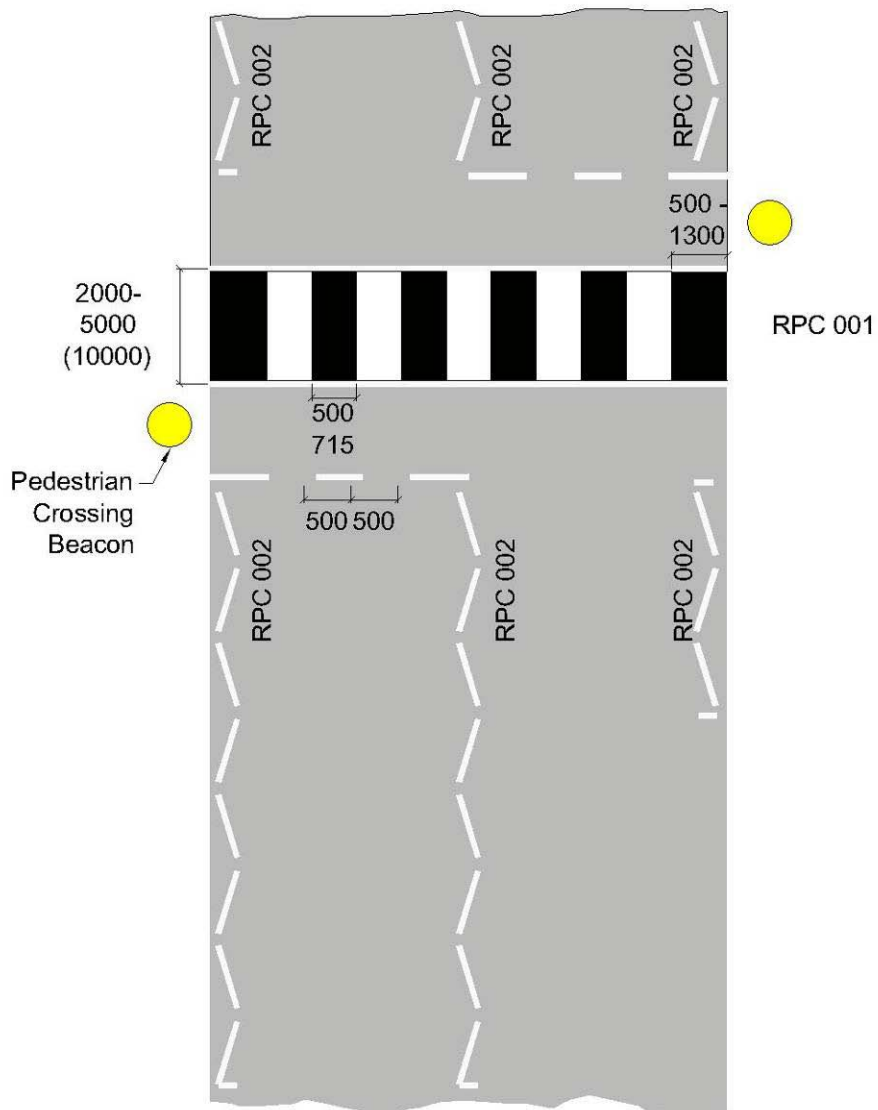 RPC 002
RPC 002
RPC 002
500 -
1300
2000-
5000
(10000)
RPC 001
500
715
Pedestrian
Crossing
Beacon
500 500
RPC 002
RPC 002
RPC 002